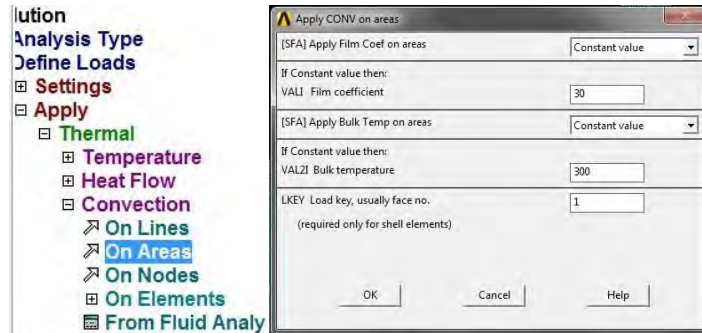 lution
Analysis Type
Define Loads
Settings
Apply
Thermal
Temperature
Heat Flow
Convection
On Lines
On Areas
On Nodes
On Elements
From Fluid Analy
Apply CONV on areas
[SFA] Apply Film Coef on areas
Constant value
If Constant value then:
VALI Film coefficient
30
[SFA] Apply Bulk Temp on areas
Constant value
If Constant value then:
VAL2I Bulk temperature
300
LKEY Load key, usually face no.
1
(required only for shell elements)
OK
Cancel
Help